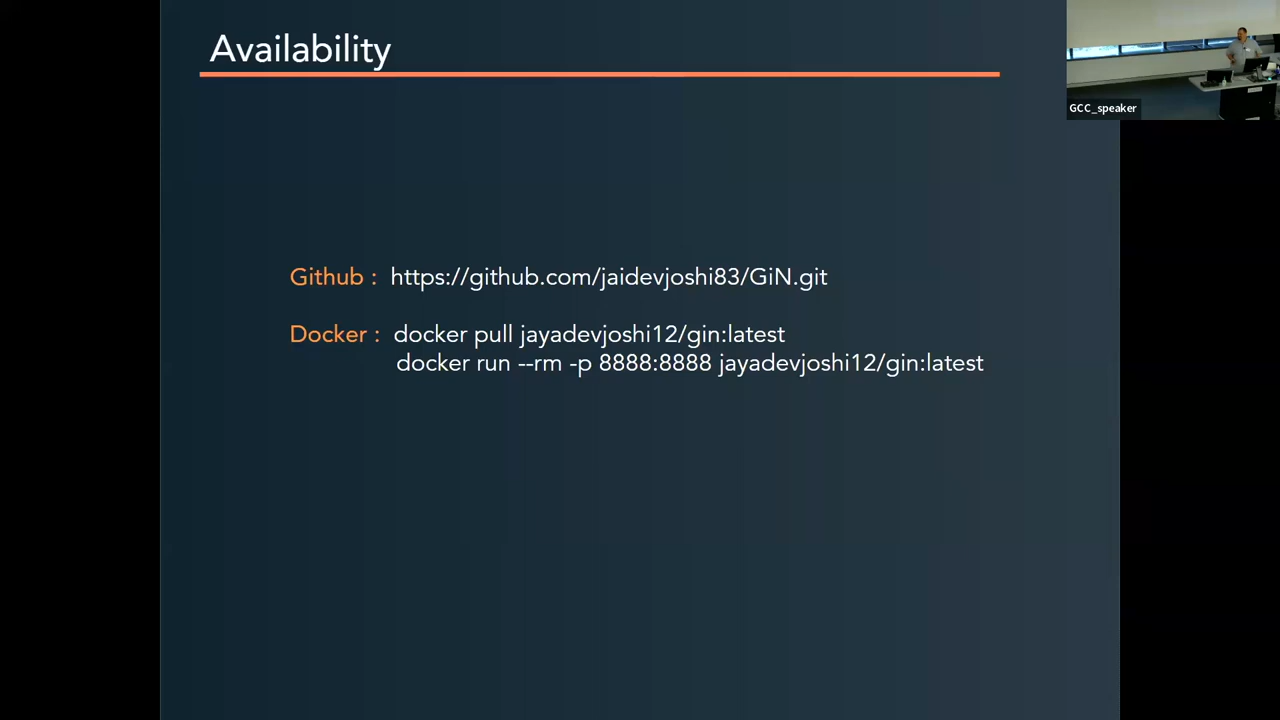 Availability
GCC_speaker
Github : https://github.com/jaidevjoshi83/GiN.git
Docker : docker pull jayadevjoshi12/gin:latest
docker run --rm -p 8888:8888 jayadevjoshi12/gin:latest